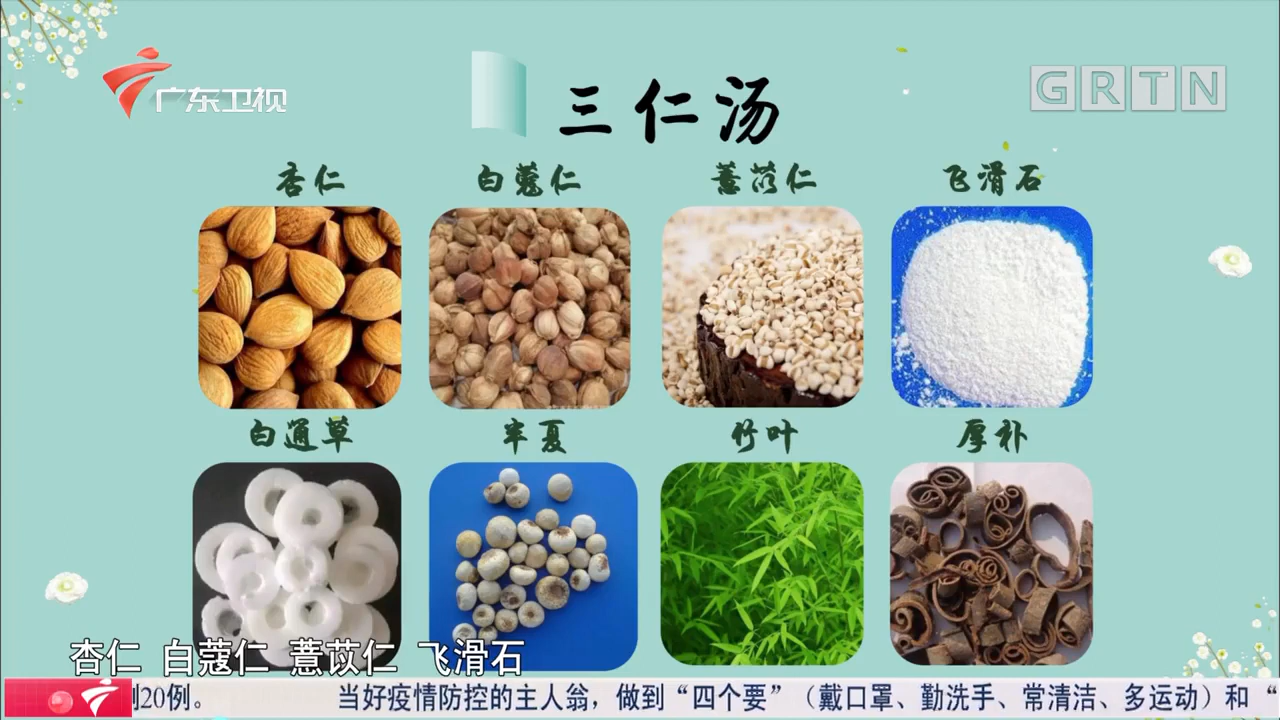 广东卫视
三仁汤
GRTN
杏仁 白蔻仁 薏苡仁 飞滑石
白通草 半夏 竹叶 厚补
杏仁 白蔻仁 薏苡仁 飞滑石
例20例。 当好疫情防控的主人翁，做到“四个要”（戴口罩、勤洗手、常清洁、多运动）和“